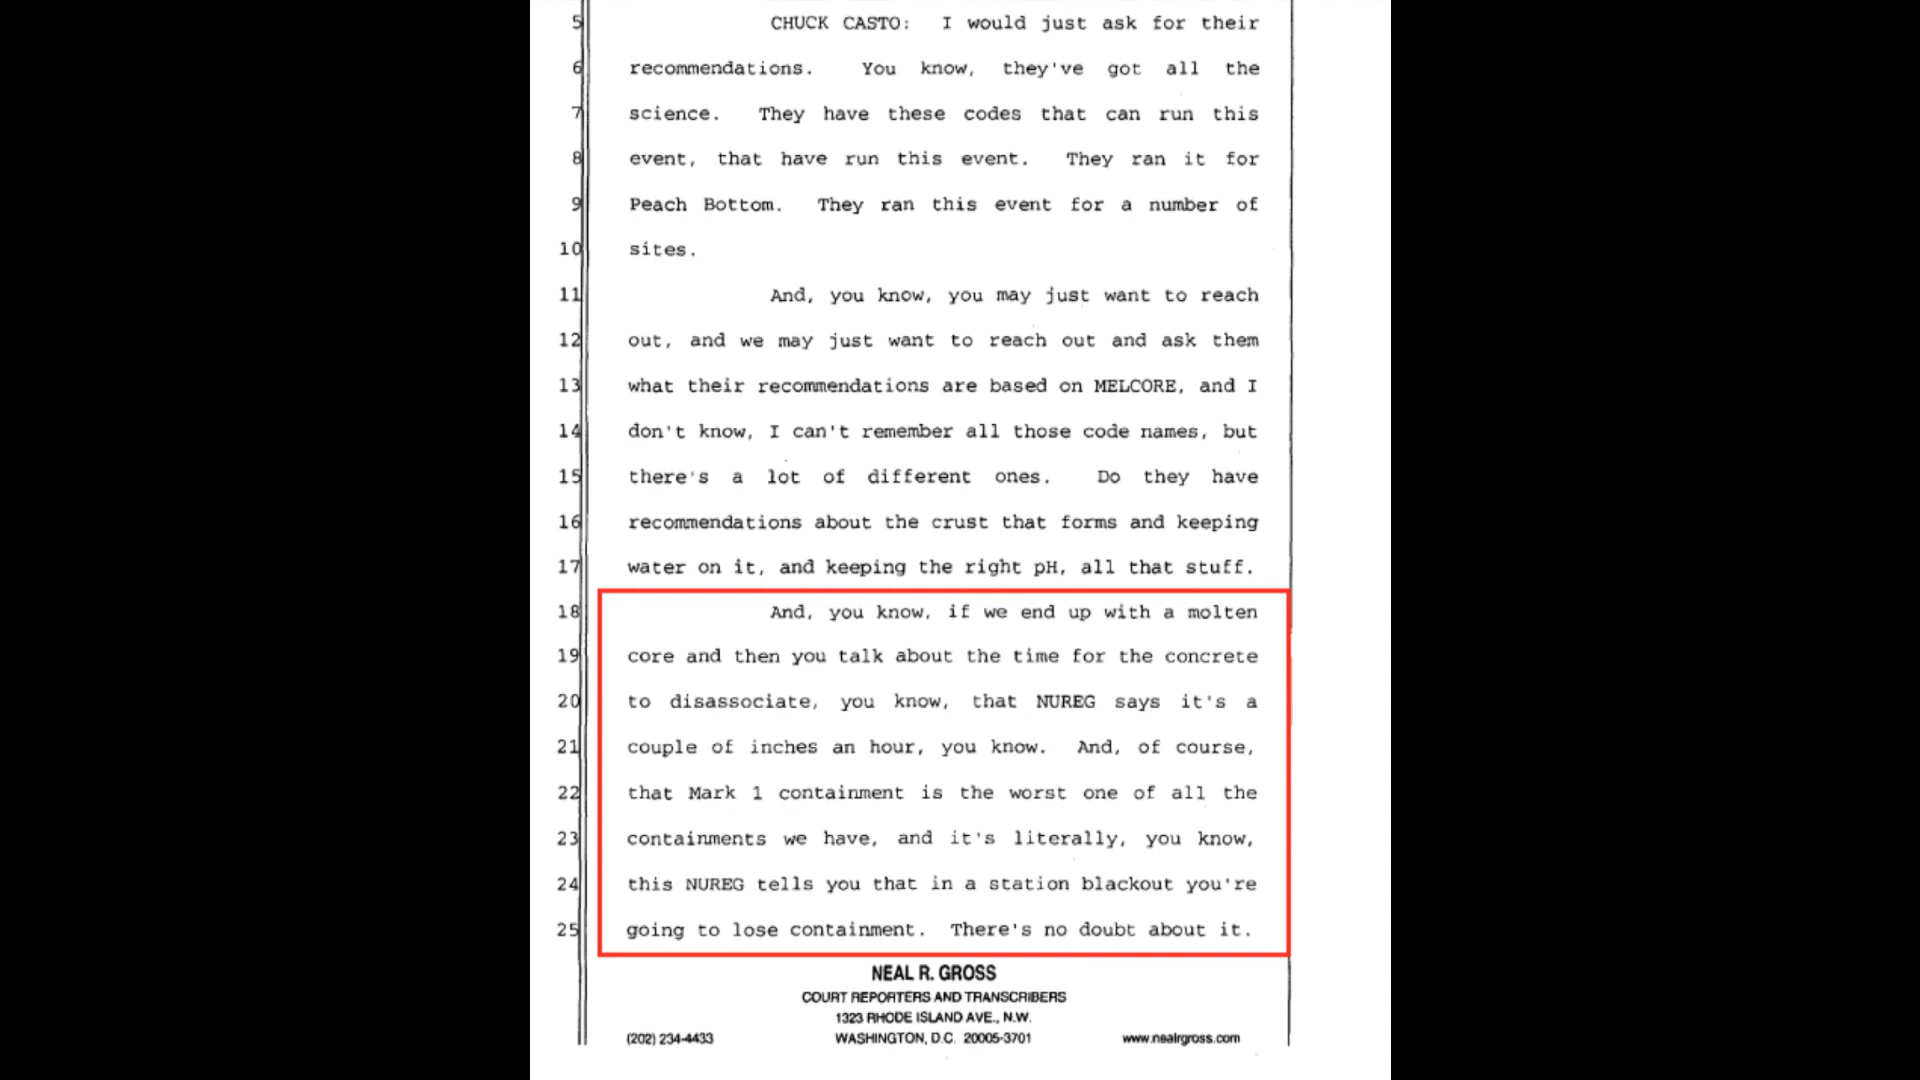 5 CHUCK CASTO: I would just ask for their
6 recommendations. You know, they've got all the
7 science. They have these codes that can run this
8 event, that have run this event. They ran it for
9 Peach Bottom. They ran this event for a number of
10 sites.
11 And, you know, you may just want to reach
12 out, and we may just want to reach out and ask them
13 what their recommendations are based on MELCORE, and I
14 don't know, I can't remember all those code names, but
15 there's a lot of different ones. Do they have
16 recommendations about the crust that forms and keeping
17 water on it, and keeping the right pH, all that stuff.
18 And, you know, if we end up with a molten
19 core and then you talk about the time for the concrete
20 to disassociate, you know, that NUREG says it's a
21 couple of inches an hour, you know. And, of course,
22 that Mark 1 containment is the worst one of all the
23 containments we have, and it's literally, you know,
24 this NUREG tells you that in a station blackout you're
25 going to lose containment. There's no doubt about it.
NEAL R. GROSS
COURT REPORTERS AND TRANSCRIBERS
1323 RHODE ISLAND AVE., N.W.
(202) 234-4433 WASHINGTON, D.C. 20005-3701 www.nealrgross.com